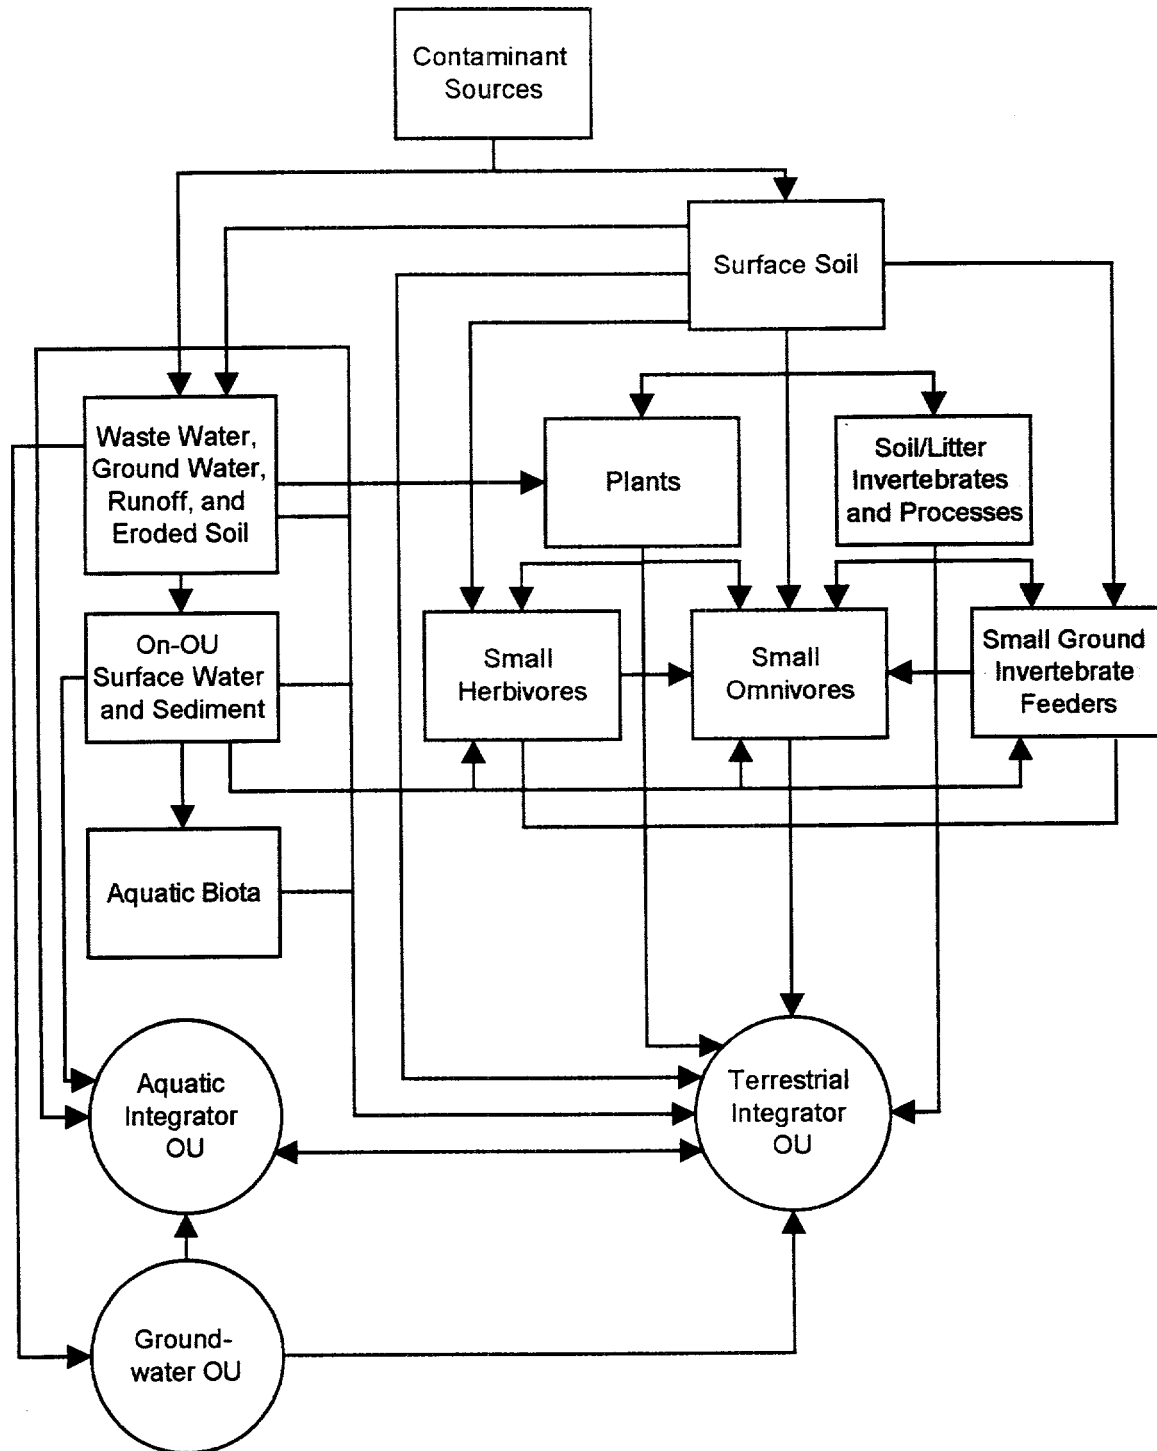 Contaminant
Sources
Surface Soil
Waste Water,
Ground Water,
Runoff, and
Eroded Soil
Plants
Soil/Litter
Invertebrates
and Processes
On-OU
Surface Water
and Sediment
Small
Herbivores
Small
Omnivores
Small Ground
Invertebrate
Feeders
Aquatic Biota
Aquatic
Integrator
OU
Terrestrial
Integrator
OU
Ground-
water OU